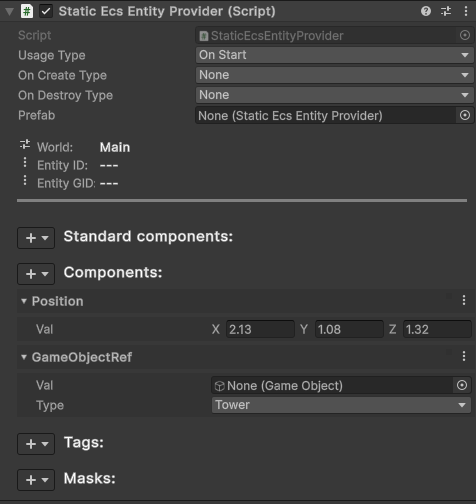 Static Ecs Entity Provider (Script)
Script StaticEcsEntityProvider
Usage Type On Start
On Create Type None
On Destroy Type None
Prefab None (Static Ecs Entity Provider)
World: Main
Entity ID: ---
Entity GID: ---
+ Standard components:
+ Components:
Position
Val X 2.13 Y 1.08 Z 1.32
GameObjectRef
Val None (Game Object)
Type Tower
+ Tags:
+ Masks: